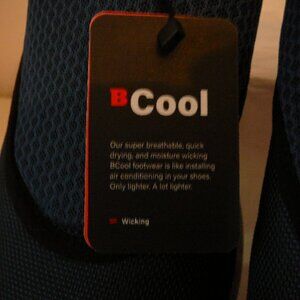 BCool
Our super breathable, quick
drying, and moisture wicking
BCool footwear is like installing
air conditioning in your shoes.
Only lighter. A lot lighter.
Wicking